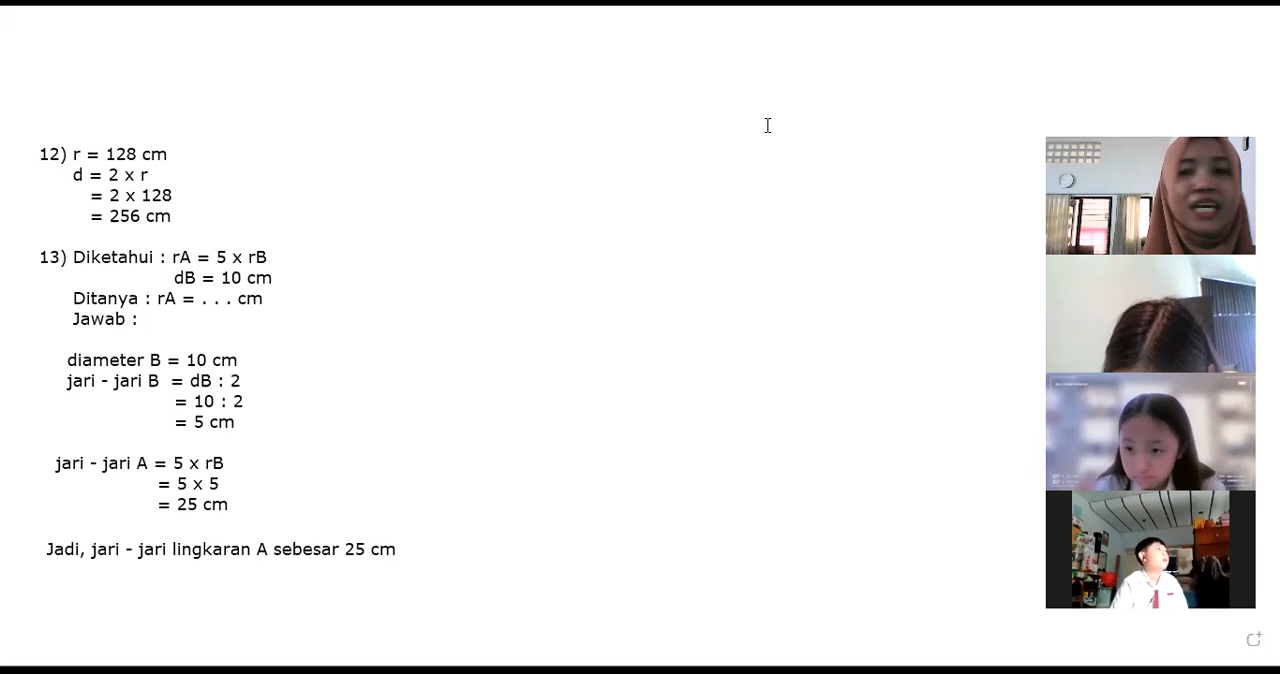 12) r = 128 cm
d = 2 x r
= 2 x 128
= 256 cm
13) Diketahui : rA = 5 x rB
dB = 10 cm
Ditanya : rA = . . . cm
Jawab :
diameter B = 10 cm
jari - jari B = dB : 2
= 10 : 2
= 5 cm
jari - jari A = 5 x rB
= 5 x 5
= 25 cm
Jadi, jari - jari lingkaran A sebesar 25 cm